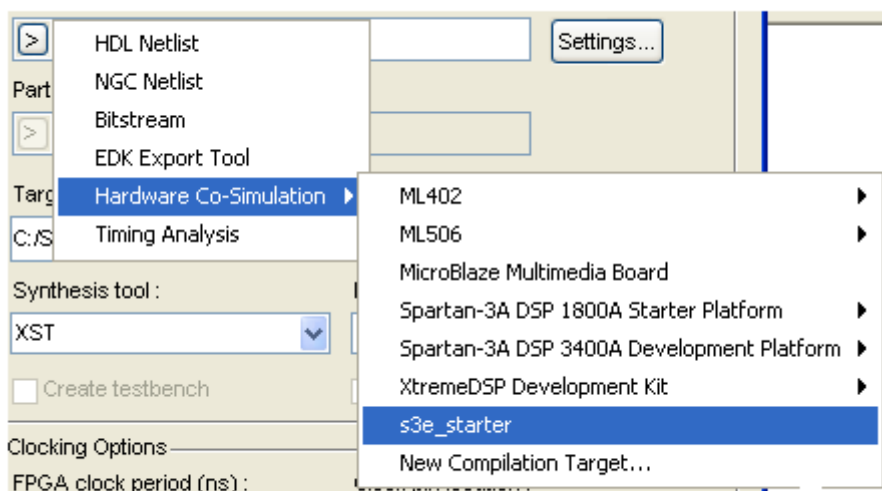 >
HDL Netlist
Settings...
NGC Netlist
Part
Bitstream
>
EDK Export Tool
Targ
Hardware Co-Simulation
ML402
C:/S
Timing Analysis
ML506
MicroBlaze Multimedia Board
Synthesis tool :
Spartan-3A DSP 1800A Starter Platform
XST
Spartan-3A DSP 3400A Development Platform
Create testbench
XtremeDSP Development Kit
s3e_starter
Clocking Options
New Compilation Target...
FPGA clock period (ns) :